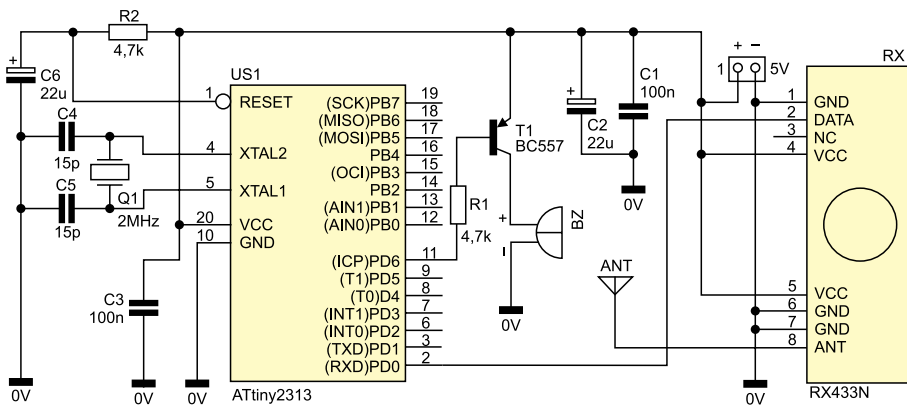 R2
4,7k
C6
22u
C4
15p
C5
15p
Q1
2MHz
C3
100n
0V
0V
0V
US1
1 RESET
4 XTAL2
5 XTAL1
20 VCC
10 GND
(SCK)PB7 19
(MISO)PB6 18
(MOSI)PB5 17
PB4 16
(OCI)PB3 15
PB2 14
(AIN1)PB1 13
(AIN0)PB0 12
(ICP)PD6 11
(T1)PD5 9
(T0)D4 8
(INT1)PD3 7
(INT0)PD2 6
(TXD)PD1 3
(RXD)PD0 2
ATtiny2313
T1
BC557
R1
4,7k
+
BZ
0V
+
C2
22u
C1
100n
0V
ANT
+ −
1 5V
0V
RX
1 GND
2 DATA
3 NC
4 VCC
5 VCC
6 GND
7 GND
8 ANT
RX433N
+